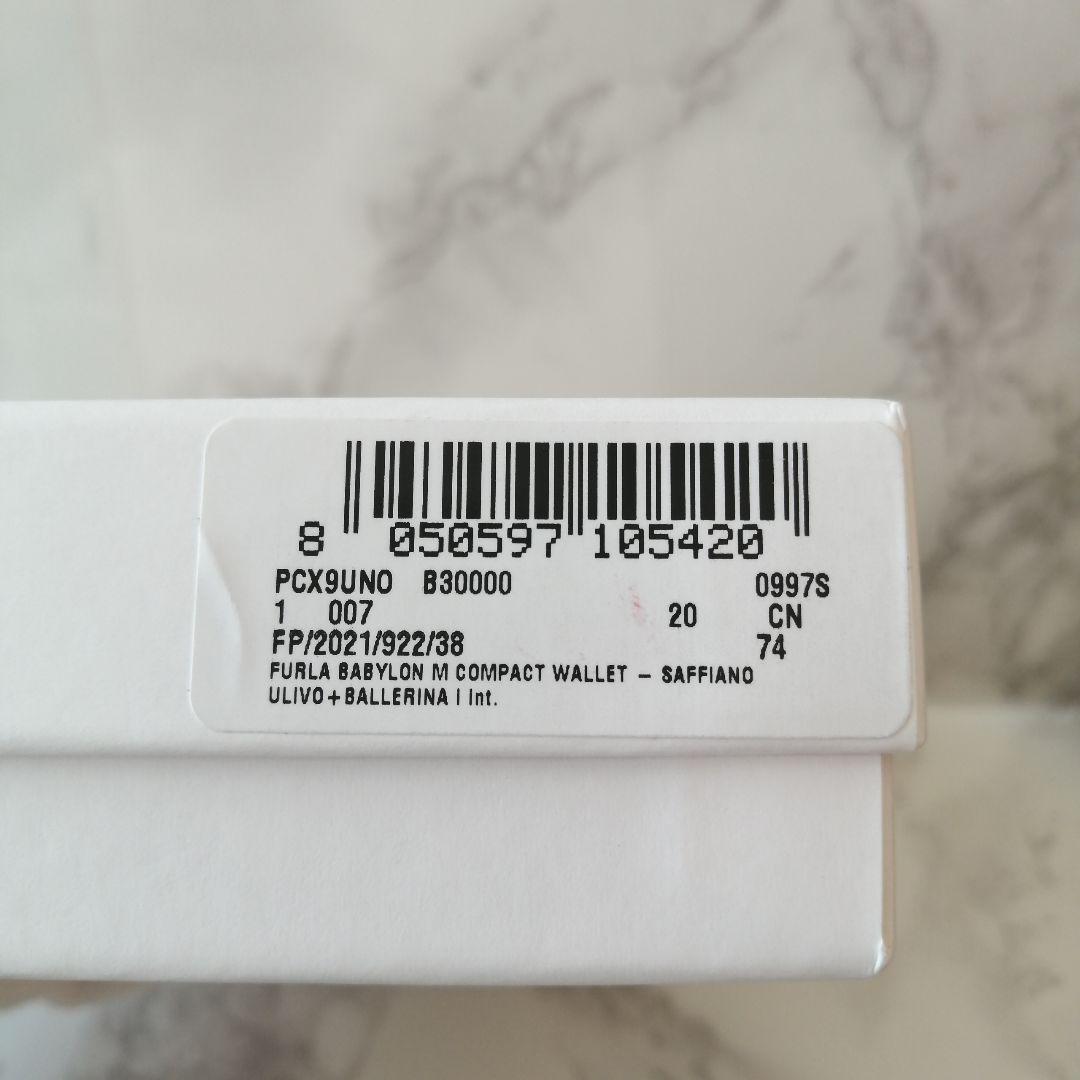 8 050597 105420
PCX9UNO B30000 0997S
1 007 20 CN
FP/2021/922/38 74
FURLA BABYLON M COMPACT WALLET – SAFFIANO
ULIVO+BALLERINA I Int.